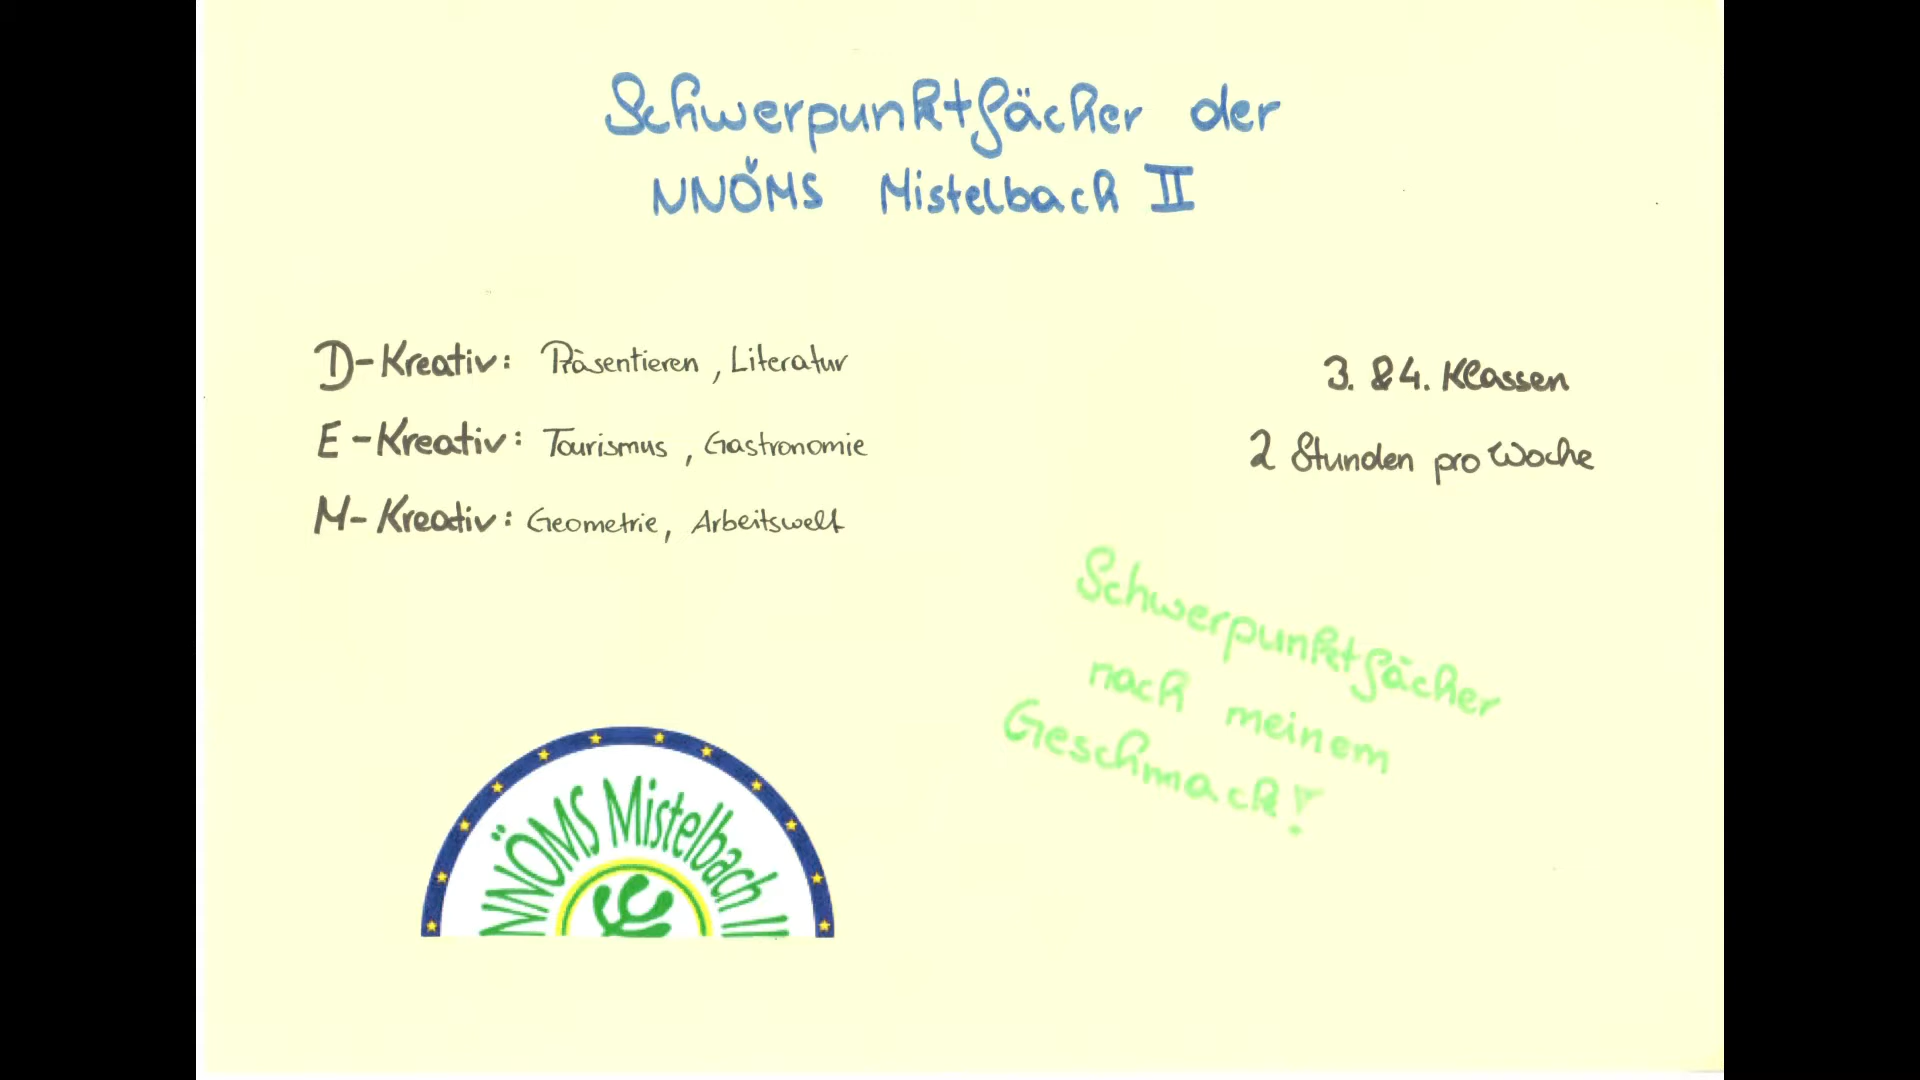 Schwerpunktfächer der
NNÖMS Mistelbach II
D-Kreativ: Präsentieren, Literatur
E-Kreativ: Tourismus, Gastronomie
M-Kreativ: Geometrie, Arbeitswelt
3. & 4. Klassen
2 Stunden pro Woche
Schwerpunktfächer
nach meinem
Geschmack!
NNÖMS Mistelbach II